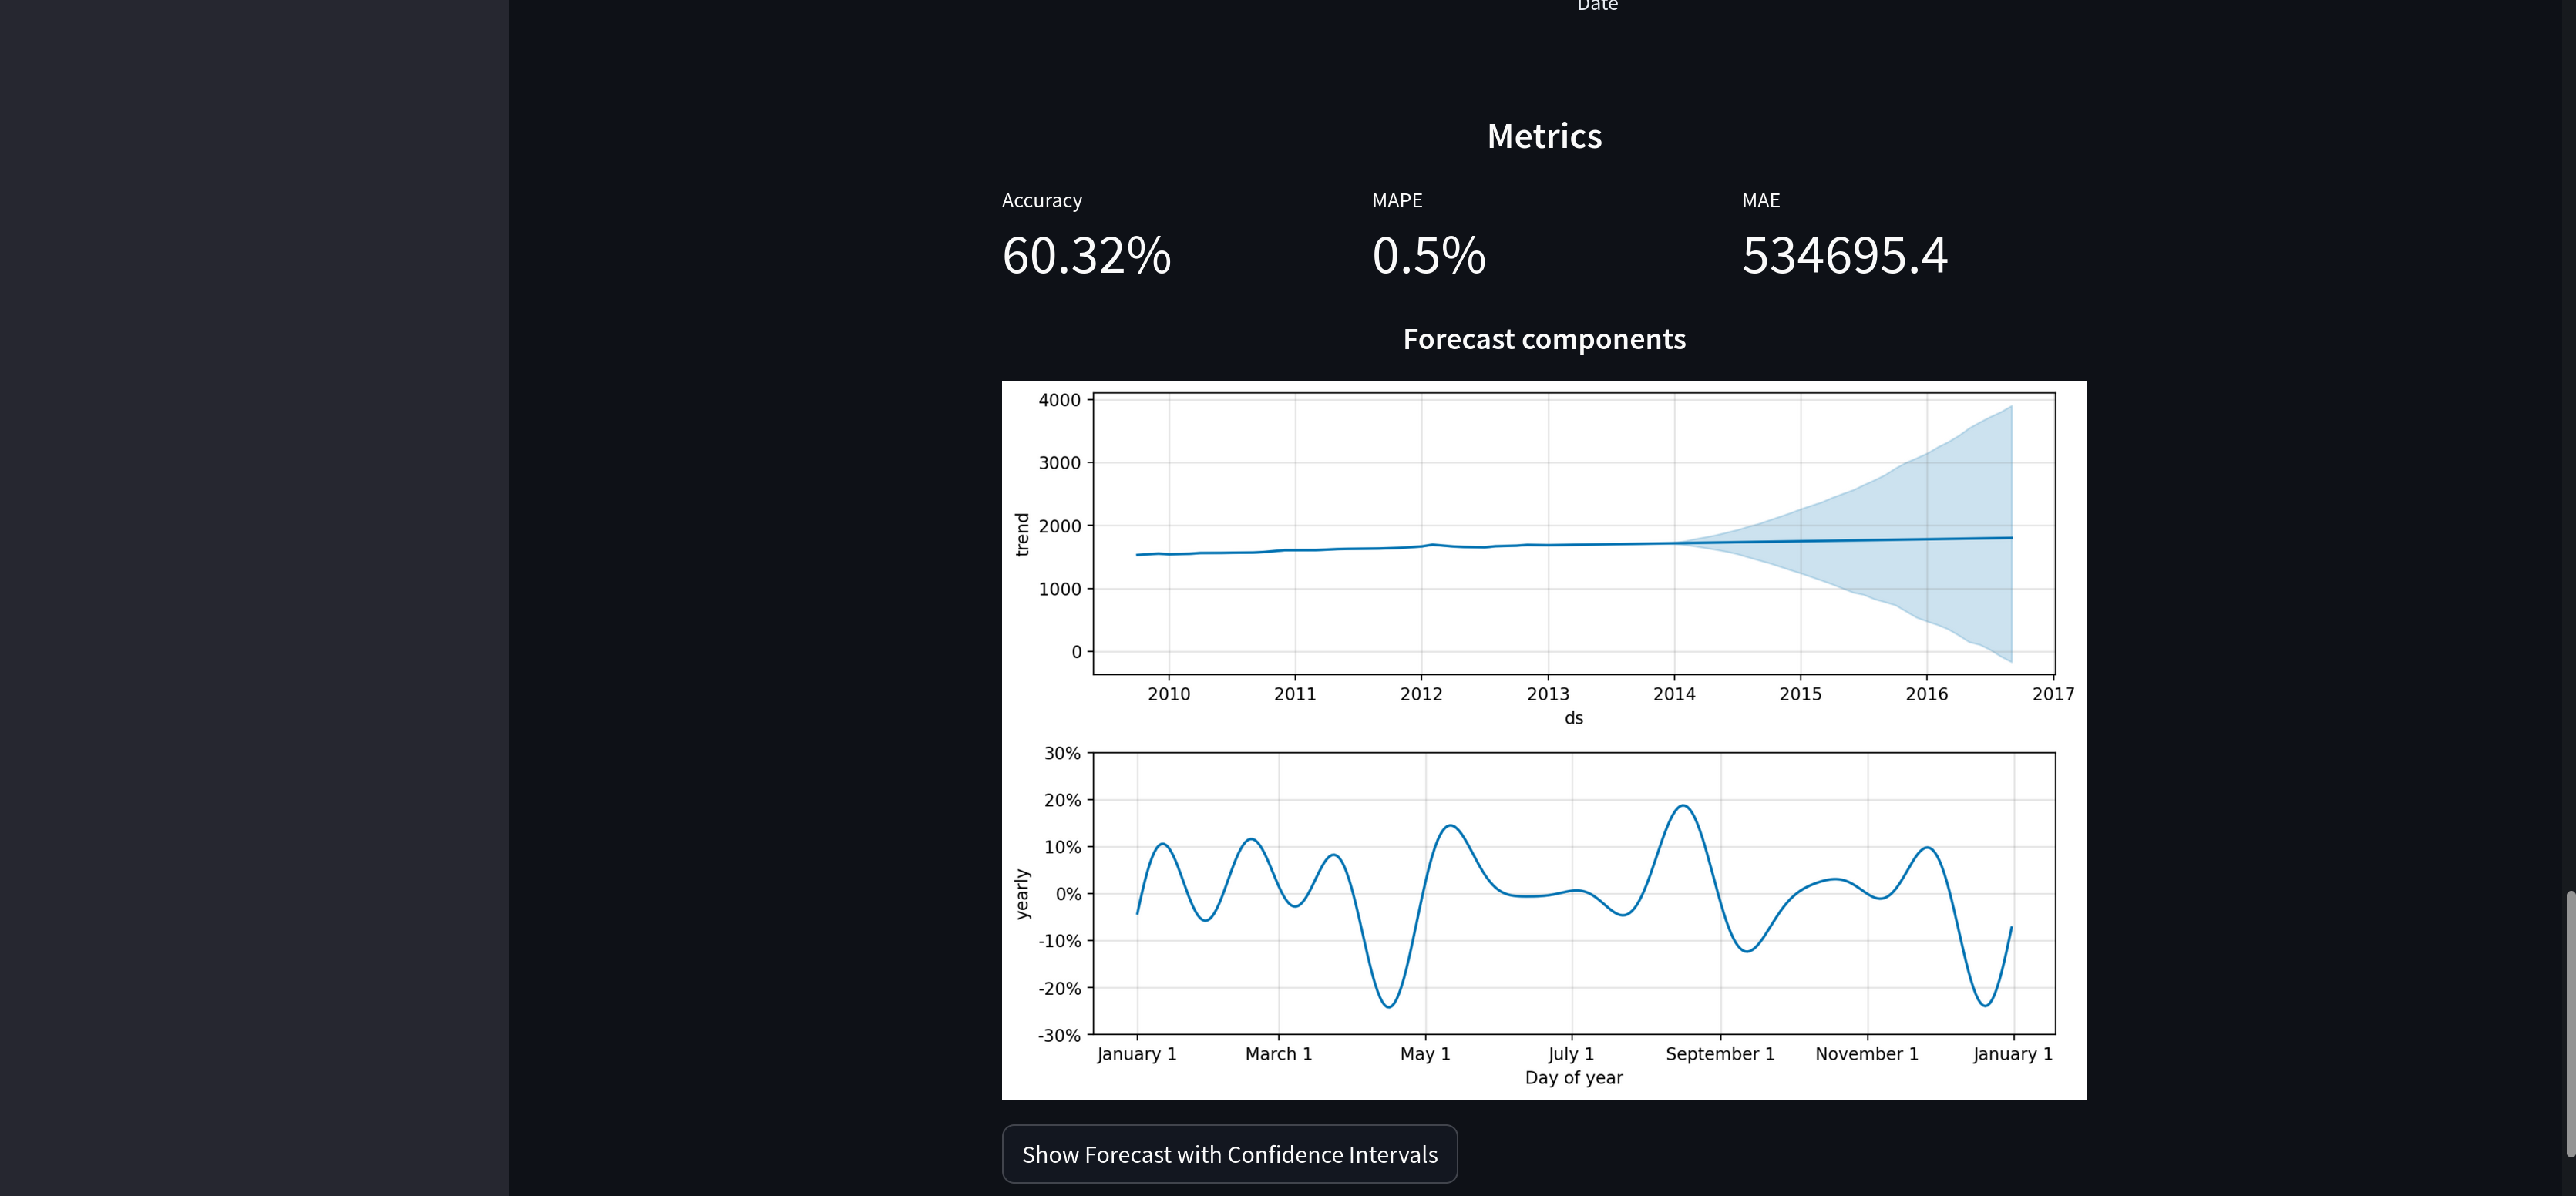 Date
Metrics
Accuracy MAPE MAE
60.32% 0.5% 534695.4
Forecast components
4000
3000
2000
1000
0
trend
2010 2011 2012 2013 2014 2015 2016 2017
ds
30%
20%
10%
0%
-10%
-20%
-30%
yearly
January 1 March 1 May 1 July 1 September 1 November 1 January 1
Day of year
Show Forecast with Confidence Intervals